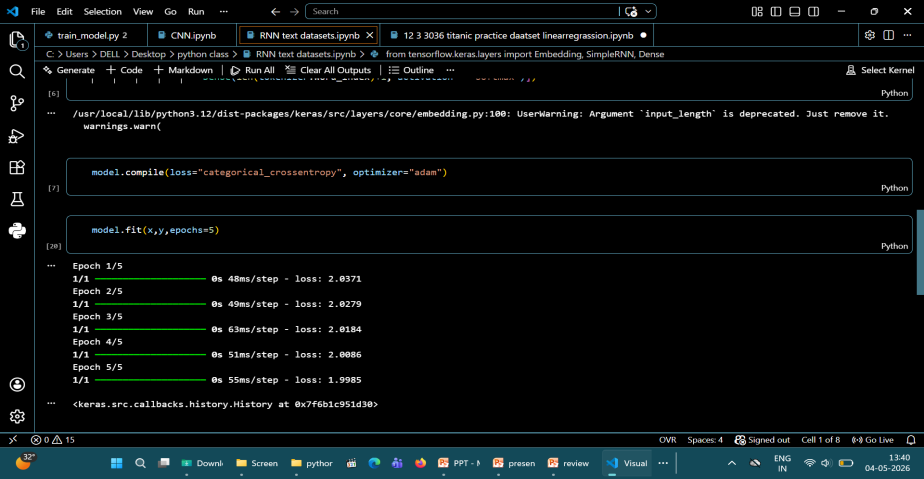 File Edit Selection View Go Run ··· Search
train_model.py 2 CNN.ipynb RNN text datasets.ipynb 12 3 3036 titanic practice daatset linearregression.ipynb
C: > Users > DELL > Desktop > python class > RNN text datasets.ipynb > from tensorflow.keras.layers import Embedding, SimpleRNN, Dense
Generate + Code + Markdown Run All Clear All Outputs Outline ··· Select Kernel
[6] Python
/usr/local/lib/python3.12/dist-packages/keras/src/layers/core/embedding.py:100: UserWarning: Argument `input_length` is deprecated. Just remove it.
warnings.warn(
model.compile(loss="categorical_crossentropy", optimizer="adam")
[7] Python
model.fit(x,y,epochs=5)
[20] Python
Epoch 1/5
1/1 0s 48ms/step - loss: 2.0371
Epoch 2/5
1/1 0s 49ms/step - loss: 2.0279
Epoch 3/5
1/1 0s 63ms/step - loss: 2.0184
Epoch 4/5
1/1 0s 51ms/step - loss: 2.0086
Epoch 5/5
1/1 0s 55ms/step - loss: 1.9985
<keras.src.callbacks.history.History at 0x7f6b1c951d30>
0 15 OVR Spaces: 4 Signed out Cell 1 of 8 Go Live
32° Downl Screen python PPT - M presen review Visual ENG IN 13:40
04-05-2026